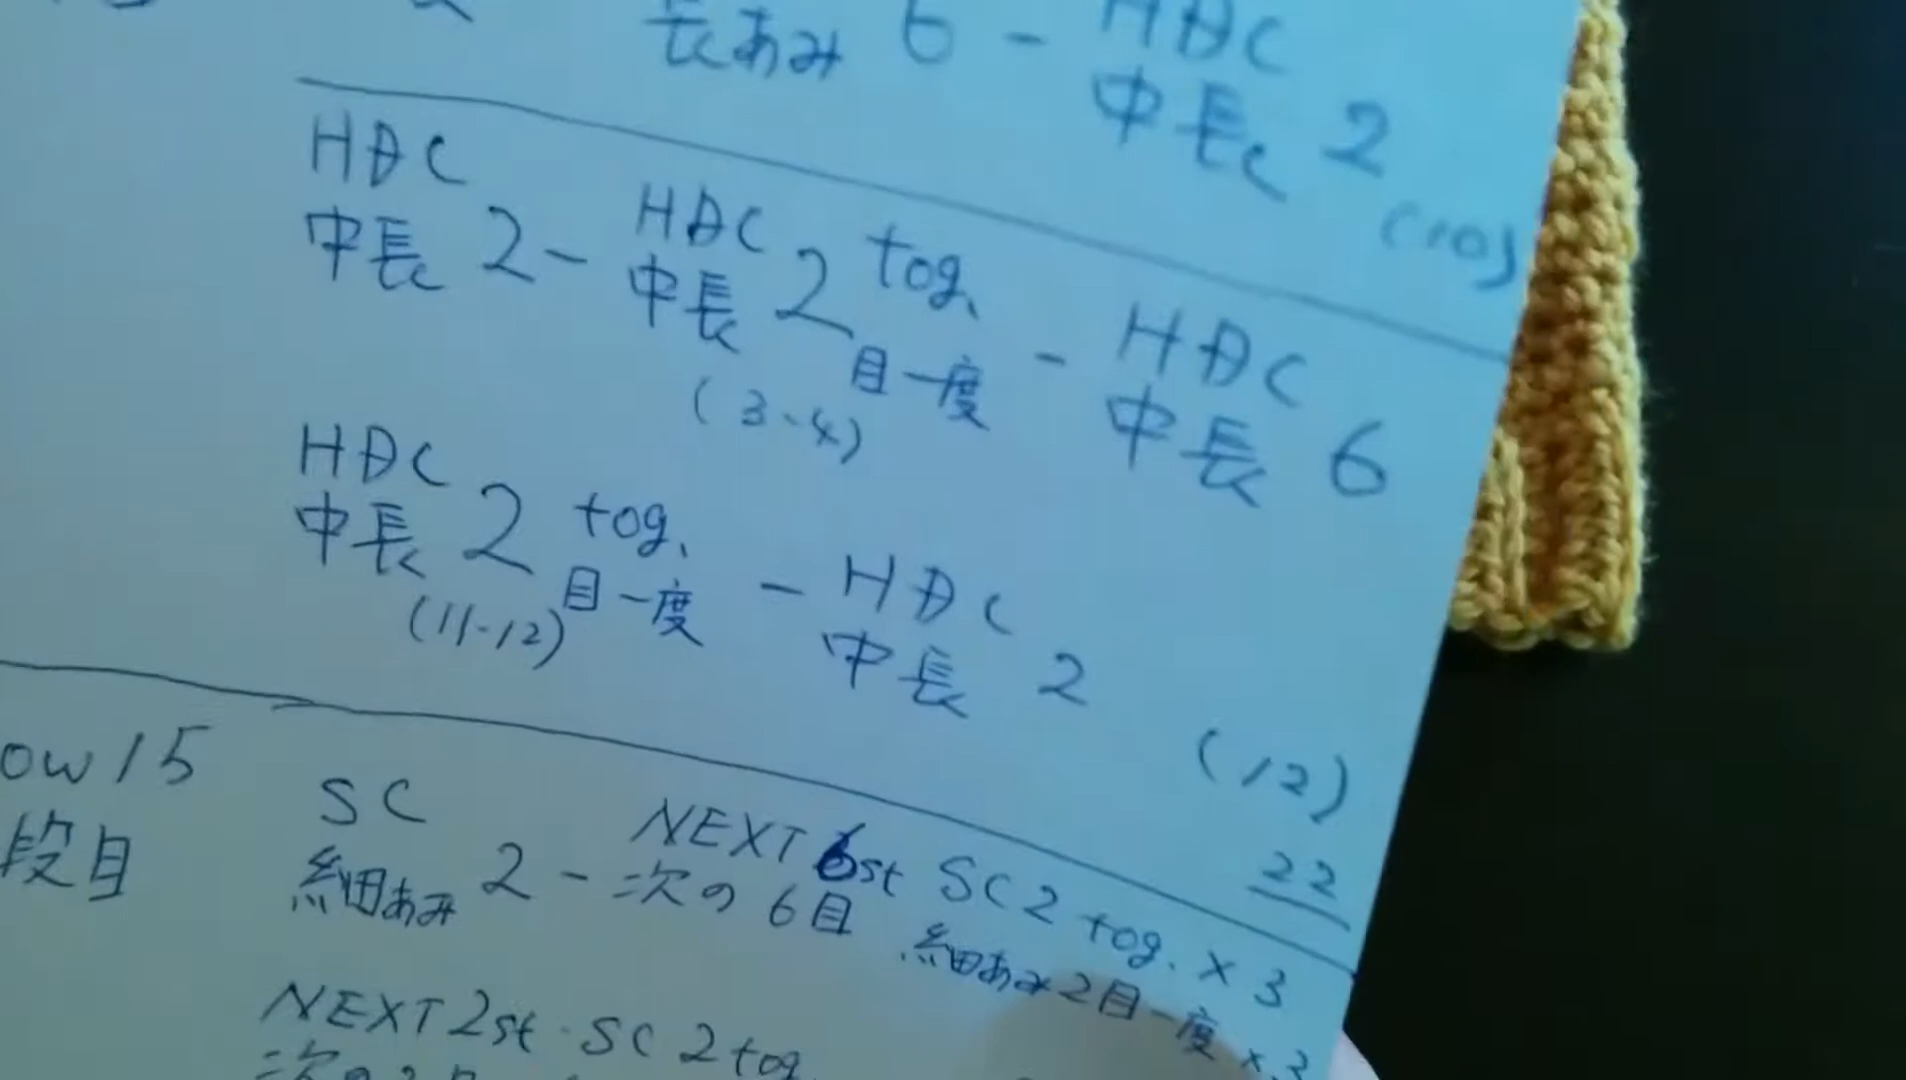 HDC
長あみ 6 - 中長 2
(10)
HDC HDC tog. HDC
中長 2 - 中長 2目一度 - 中長 6
(3.4)
HDC tog. HDC
中長 2目一度 - 中長 2
(11-12)
(12)
22
ow 15 SC NEXT 6st SC 2 tog. × 3
段目 細あみ 2 - 次の 6目 細あみ2目一度 × 3
NEXT 2st SC 2 tog.